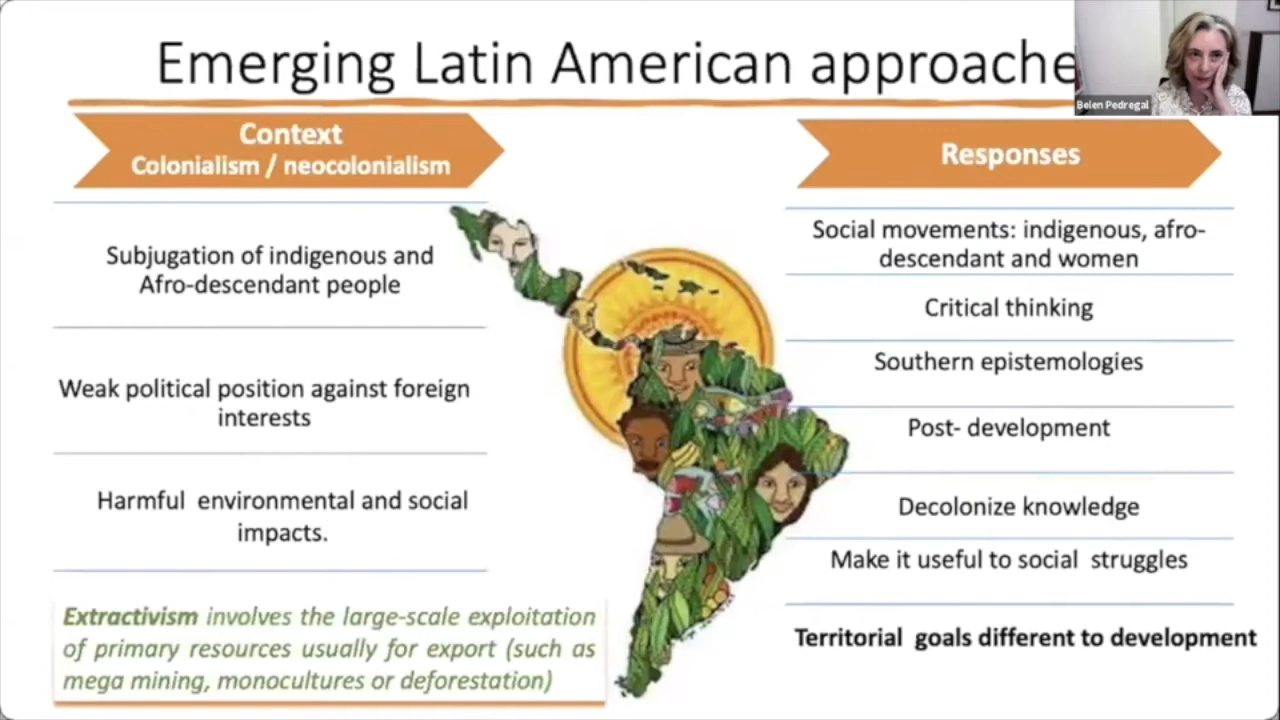 Emerging Latin American approache
Belen Pedregal
Context
Colonialism / neocolonialism
Subjugation of indigenous and
Afro-descendant people
Weak political position against foreign
interests
Harmful environmental and social
impacts.
Extractivism involves the large-scale exploitation
of primary resources usually for export (such as
mega mining, monocultures or deforestation)
Responses
Social movements: indigenous, afro-
descendant and women
Critical thinking
Southern epistemologies
Post- development
Decolonize knowledge
Make it useful to social struggles
Territorial goals different to development